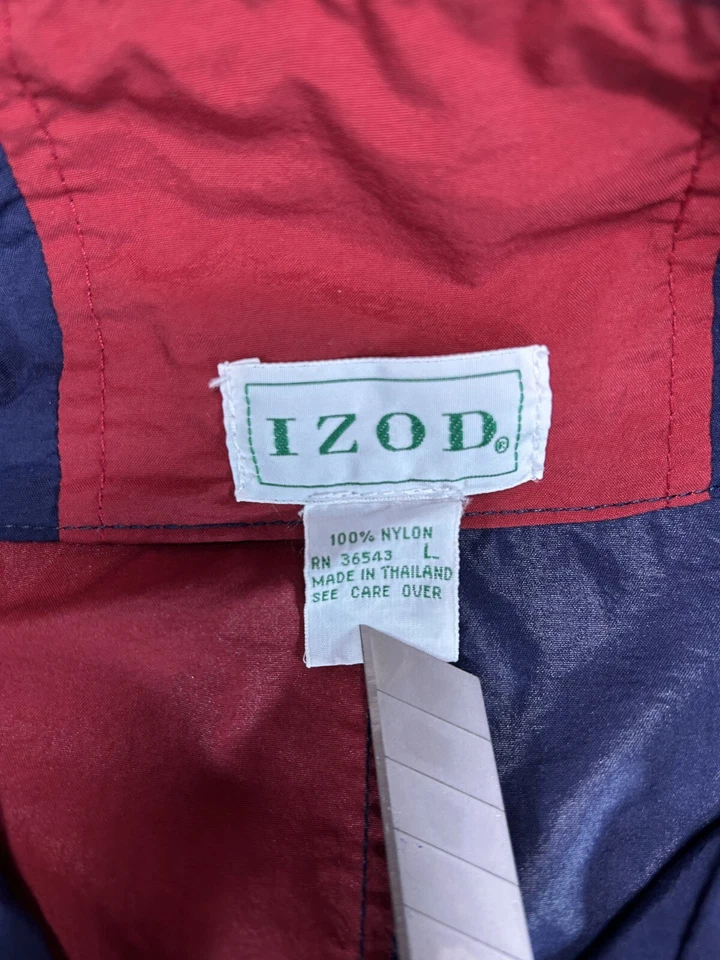 IZOD®
100% NYLON
RN 36543 L
MADE IN THAILAND
SEE CARE OVER